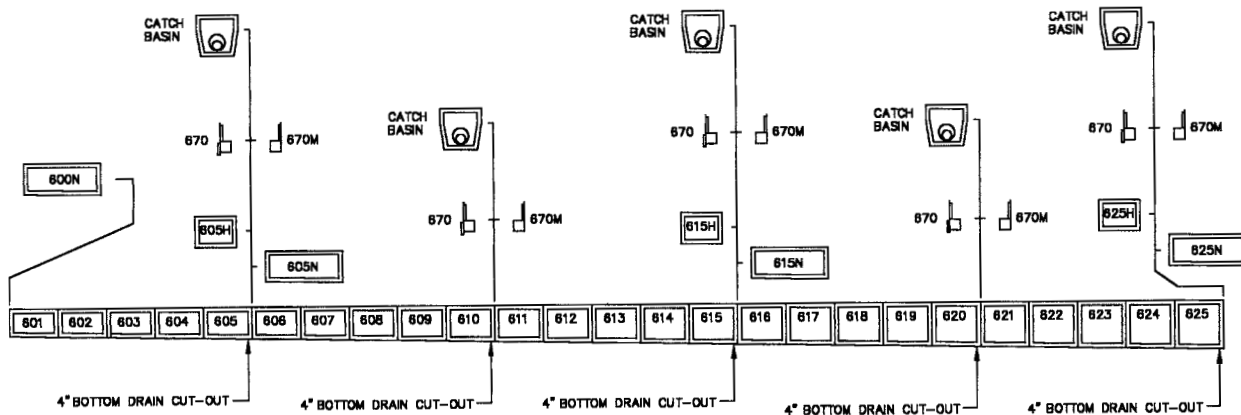 CATCH
BASIN
CATCH
BASIN
CATCH
BASIN
CATCH
BASIN
CATCH
BASIN
670
670M
670
670M
670
670M
600N
670
670M
670
670M
605H
615H
625H
605N
615N
625N
601 602 603 604 605 606 607 608 609 610 611 612 613 614 615 616 617 618 619 620 621 622 623 624 625
4" BOTTOM DRAIN CUT-OUT
4" BOTTOM DRAIN CUT-OUT
4" BOTTOM DRAIN CUT-OUT
4" BOTTOM DRAIN CUT-OUT
4" BOTTOM DRAIN CUT-OUT